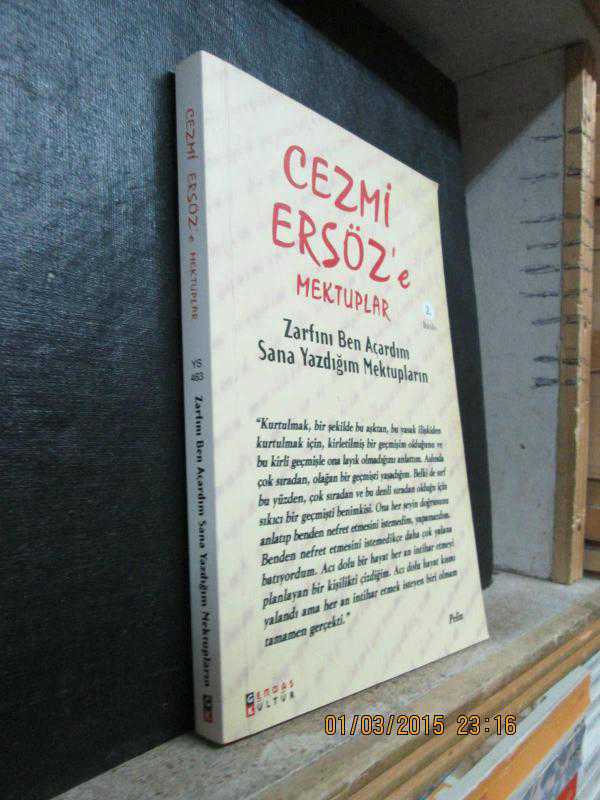 CEZMİ
ERSÖZ'e
MEKTUPLAR
2.
Baskı
Zarfını Ben Açardım
Sana Yazdığım Mektupların
"Kurtulmak, bir şekilde bu aşktan, bu yasak ilişkiden
kurtulmak için, kirletilmiş bir geçmişim olduğunu ve
bu kirli geçmişle ona layık olmadığımı anlattım. Aslında
çok sıradan, olağan bir geçmişi yaşadığım. Belki de sırf
bu yüzden, çok sıradan ve bu denli sıradan olduğu için
sıkıcı bir geçmişti benimkisi. Ona her şeyin doğrusunu
anlatıp benden nefret etmesini istemedim, yapamadım.
Benden nefret etmesini istemedikçe daha çok yalana
batıyordum. Acı dolu bir hayat her an intihar etmeyi
planlayan bir kişilikti çizdiğim. Acı dolu hayat kısmı
yalandı ama her an intihar etmek isteyen biri olmam
tamamen gerçekti."
Pelin
GENDAŞ
KÜLTÜR
CEZMİ ERSÖZ'e MEKTUPLAR
YS
463
Zarfını Ben Açardım Sana Yazdığım Mektupların
G
K
01/03/2015 23:16